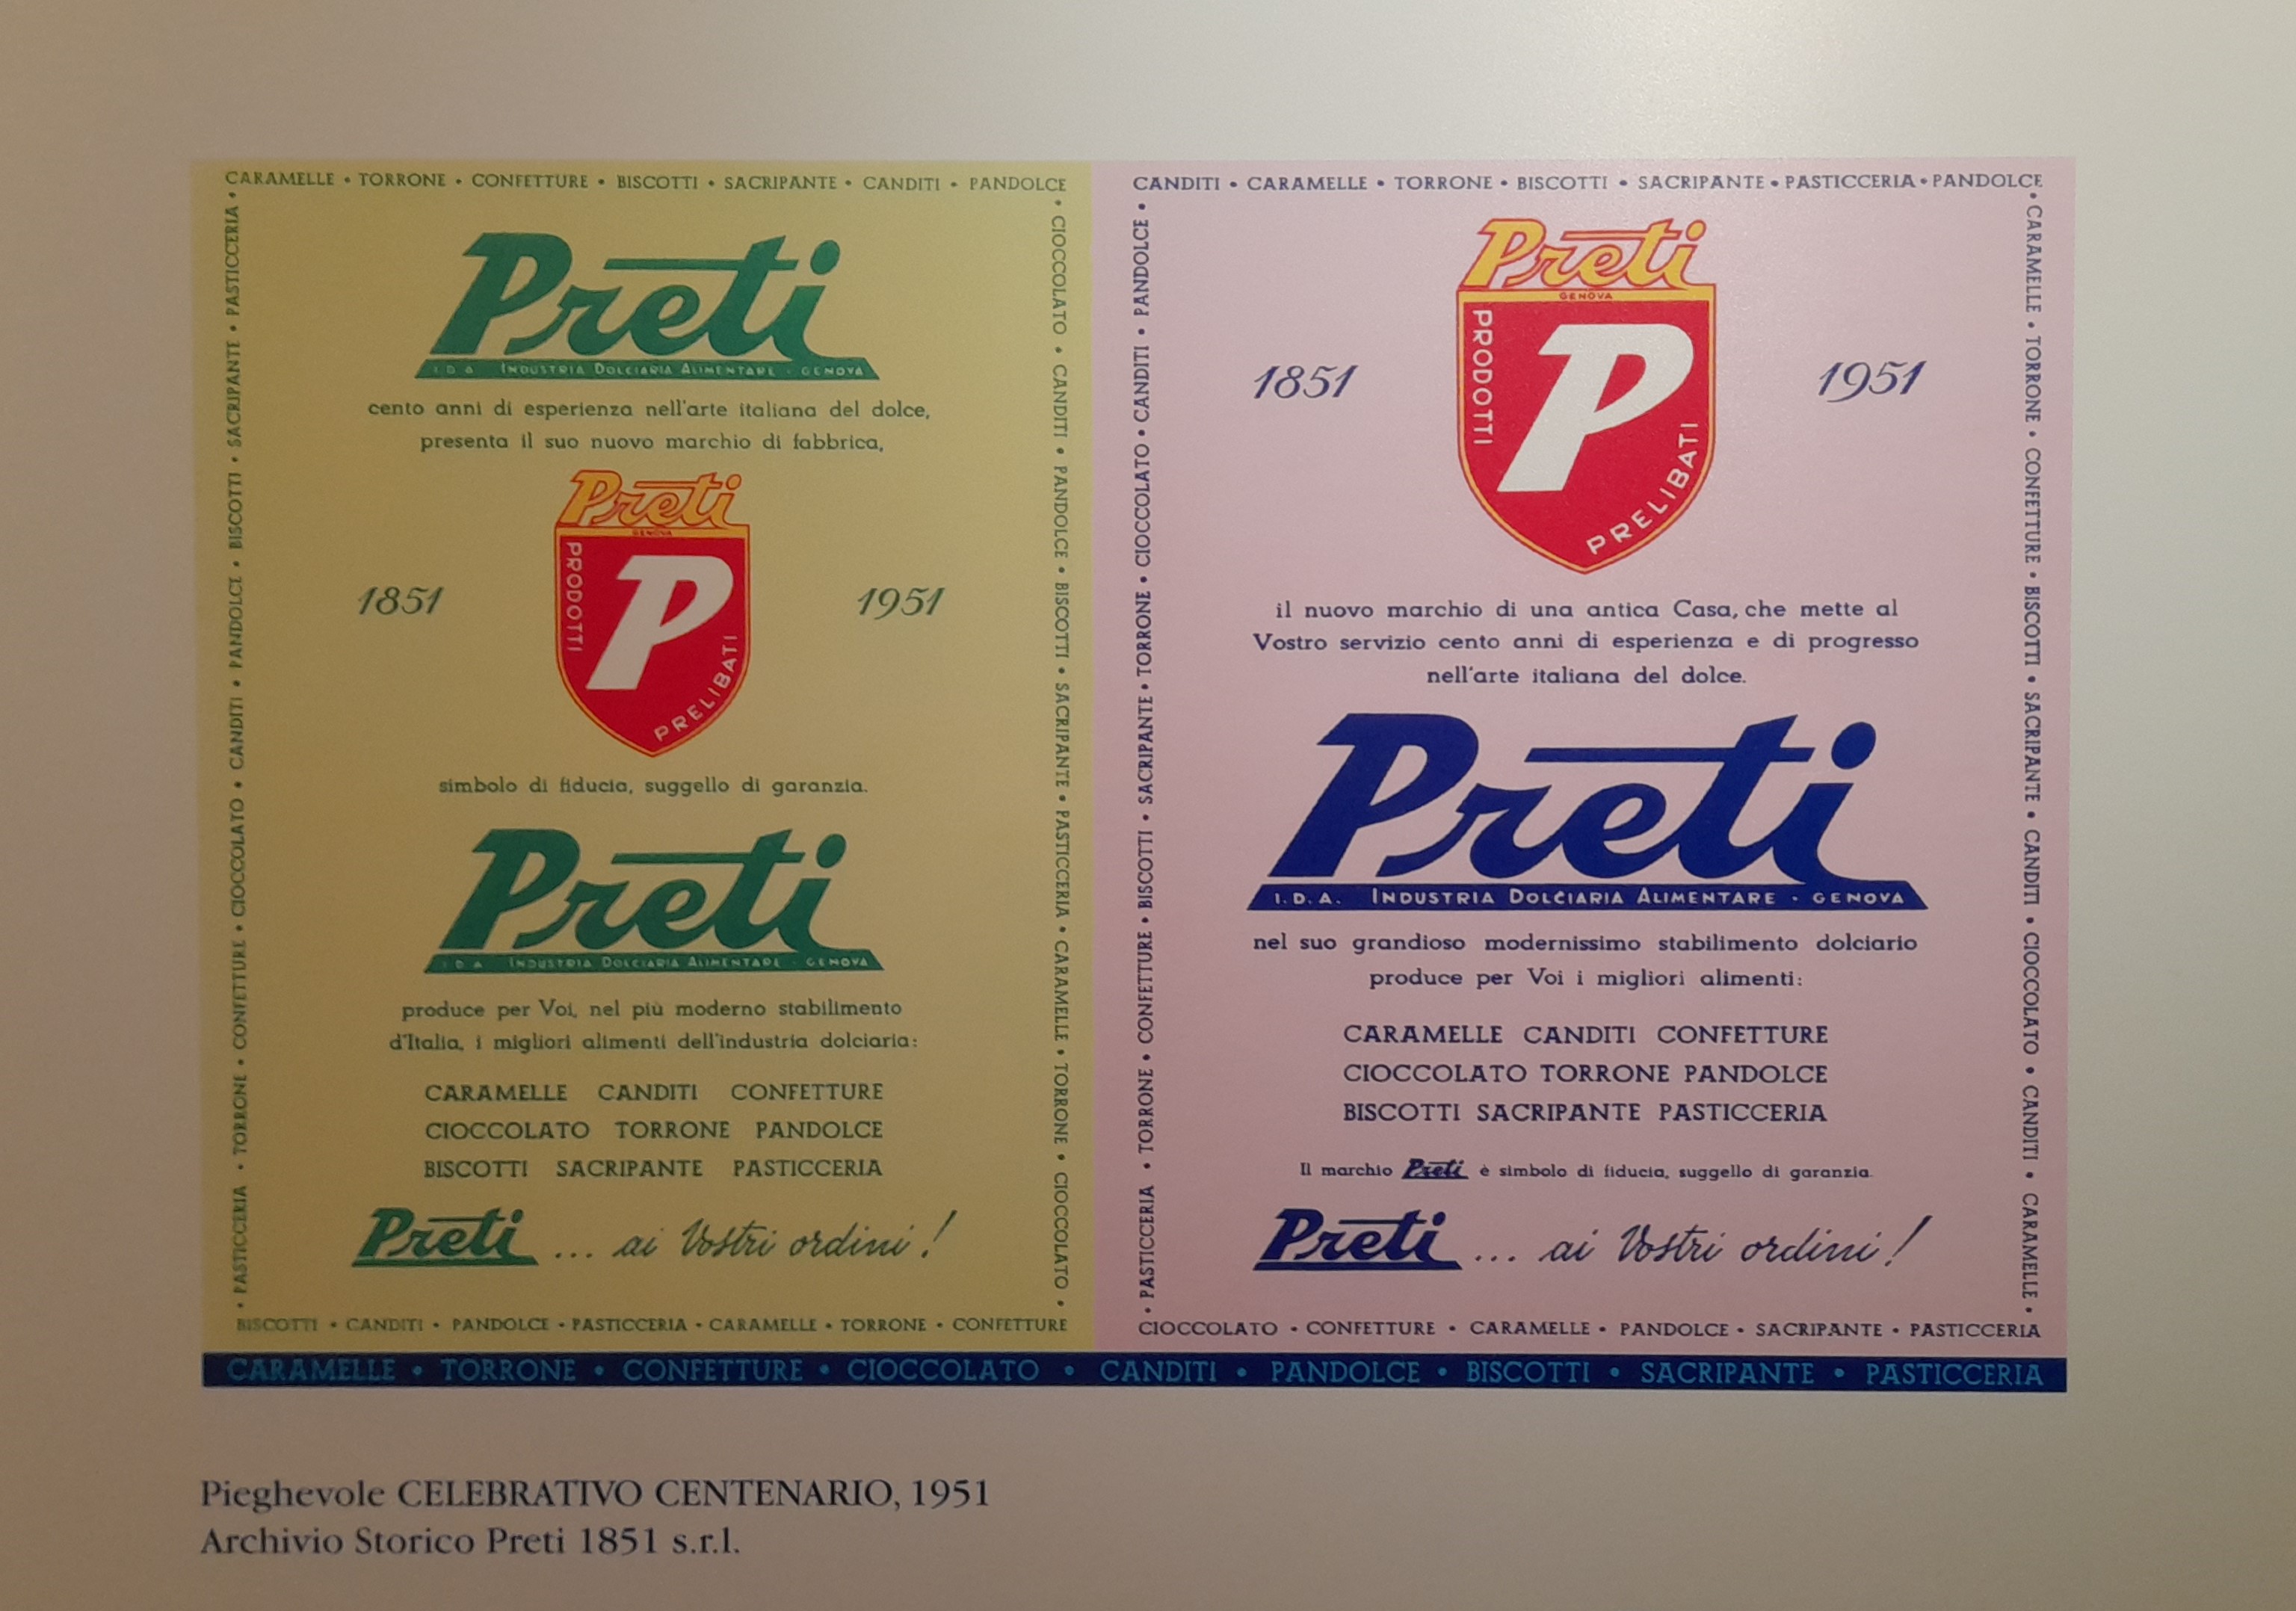 CARAMELLE • TORRONE • CONFETTURE • BISCOTTI • SACRIPANTE • CANDITI • PANDOLCE
• PASTICCERIA • TORRONE • CONFETTURE • CIOCCOLATO • CANDITI • PANDOLCE • BISCOTTI • SACRIPANTE • PASTICCERIA •
• CIOCCOLATO • CANDITI • PANDOLCE • BISCOTTI • SACRIPANTE • PASTICCERIA • CARAMELLE • TORRONE • CIOCCOLATO •
Preti
I.D.A. INDUSTRIA DOLCIARIA ALIMENTARE - GENOVA
cento anni di esperienza nell'arte italiana del dolce,
presenta il suo nuovo marchio di fabbrica,
Preti
GENOVA
PRODOTTI
P
PRELIBATI
1851 1951
simbolo di fiducia, suggello di garanzia.
Preti
I.D.A. INDUSTRIA DOLCIARIA ALIMENTARE - GENOVA
produce per Voi, nel più moderno stabilimento
d'Italia, i migliori alimenti dell'industria dolciaria:
CARAMELLE CANDITI CONFETTURE
CIOCCOLATO TORRONE PANDOLCE
BISCOTTI SACRIPANTE PASTICCERIA
Preti ... ai Vostri ordini!
BISCOTTI • CANDITI • PANDOLCE • PASTICCERIA • CARAMELLE • TORRONE • CONFETTURE
CANDITI • CARAMELLE • TORRONE • BISCOTTI • SACRIPANTE • PASTICCERIA • PANDOLCE
• PASTICCERIA • TORRONE • CONFETTURE • BISCOTTI • SACRIPANTE • TORRONE • CIOCCOLATO • CANDITI • PANDOLCE •
• CARAMELLE • TORRONE • CONFETTURE • BISCOTTI • SACRIPANTE • CANDITI • CIOCCOLATO • CANDITI • CARAMELLE •
Preti
GENOVA
PRODOTTI
P
PRELIBATI
1851 1951
il nuovo marchio di una antica Casa, che mette al
Vostro servizio cento anni di esperienza e di progresso
nell'arte italiana del dolce.
Preti
I.D.A. INDUSTRIA DOLCIARIA ALIMENTARE - GENOVA
nel suo grandioso modernissimo stabilimento dolciario
produce per Voi i migliori alimenti:
CARAMELLE CANDITI CONFETTURE
CIOCCOLATO TORRONE PANDOLCE
BISCOTTI SACRIPANTE PASTICCERIA
Il marchio Preti è simbolo di fiducia, suggello di garanzia.
Preti ... ai Vostri ordini!
CIOCCOLATO • CONFETTURE • CARAMELLE • PANDOLCE • SACRIPANTE • PASTICCERIA
CARAMELLE • TORRONE • CONFETTURE • CIOCCOLATO • CANDITI • PANDOLCE • BISCOTTI • SACRIPANTE • PASTICCERIA
Pieghevole CELEBRATIVO CENTENARIO, 1951
Archivio Storico Preti 1851 s.r.l.